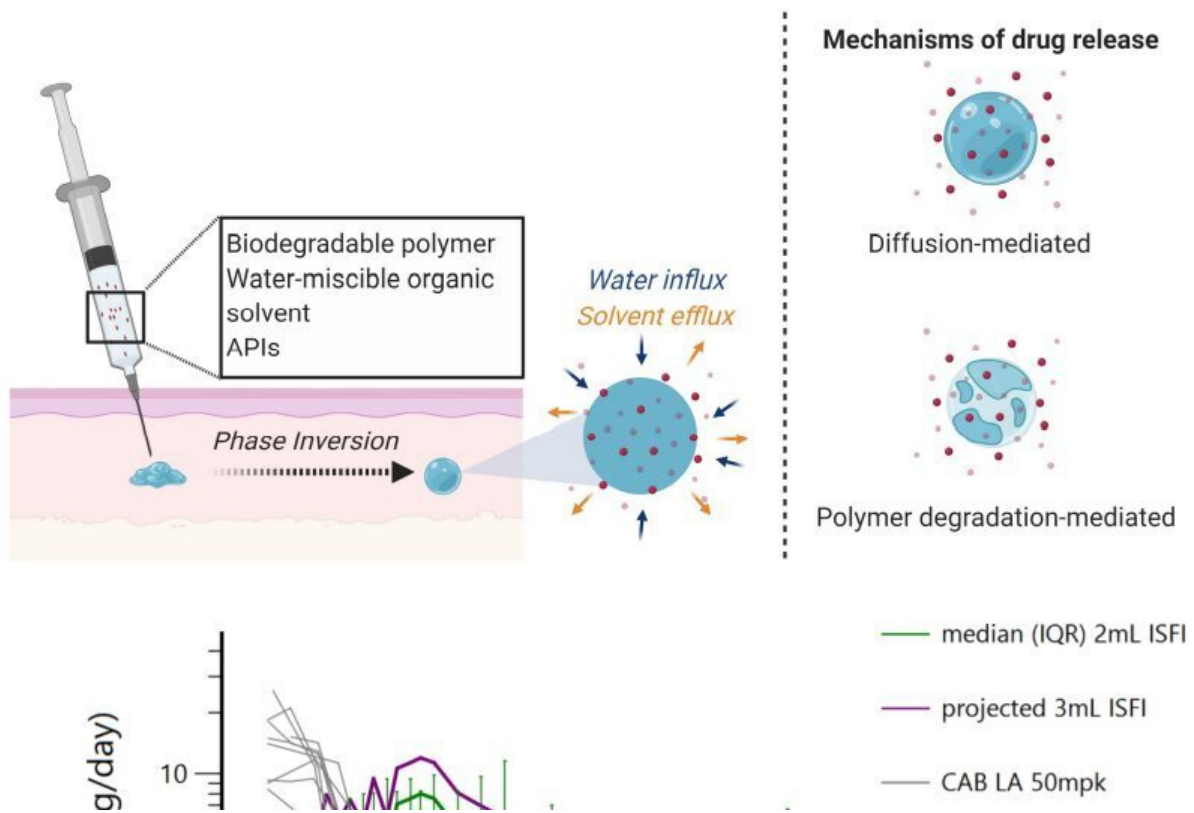 Mechanisms of drug release
Biodegradable polymer
Water-miscible organic
solvent
APIs
Water influx
Solvent efflux
Phase Inversion
Diffusion-mediated
Polymer degradation-mediated
g/day)
10
median (IQR) 2mL ISFI
projected 3mL ISFI
CAB LA 50mpk